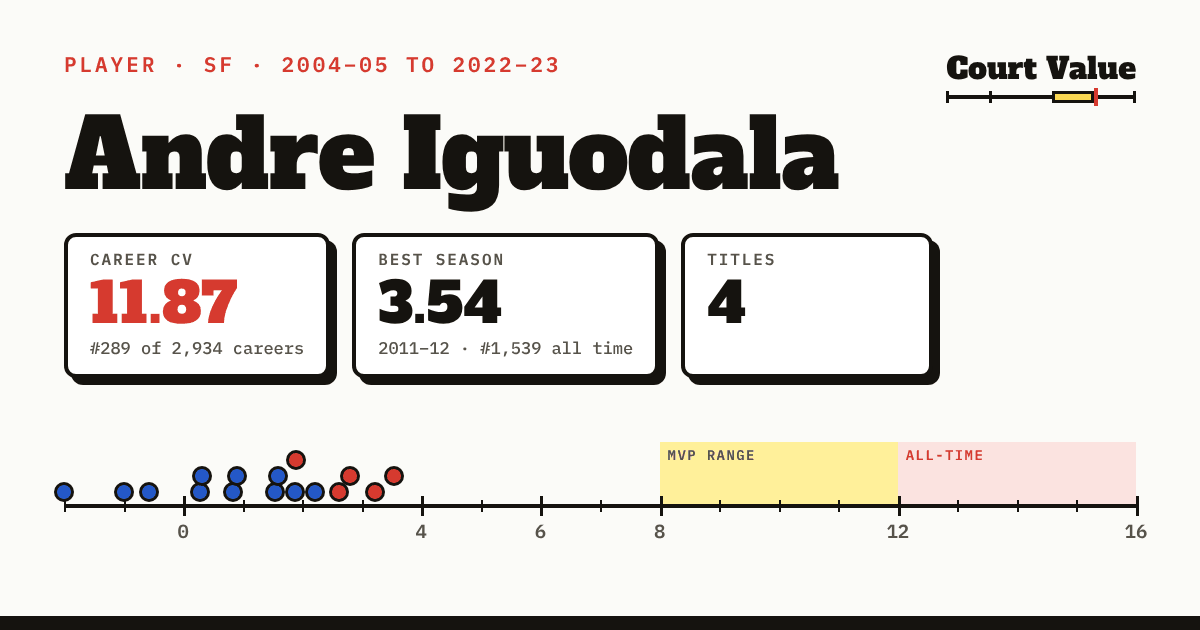 PLAYER · SF · 2004–05 TO 2022–23
Court Value
Andre Iguodala
CAREER CV
11.87
#289 of 2,934 careers
BEST SEASON
3.54
2011–12 · #1,539 all time
TITLES
4
MVP RANGE
ALL-TIME
0 4 6 8 12 16